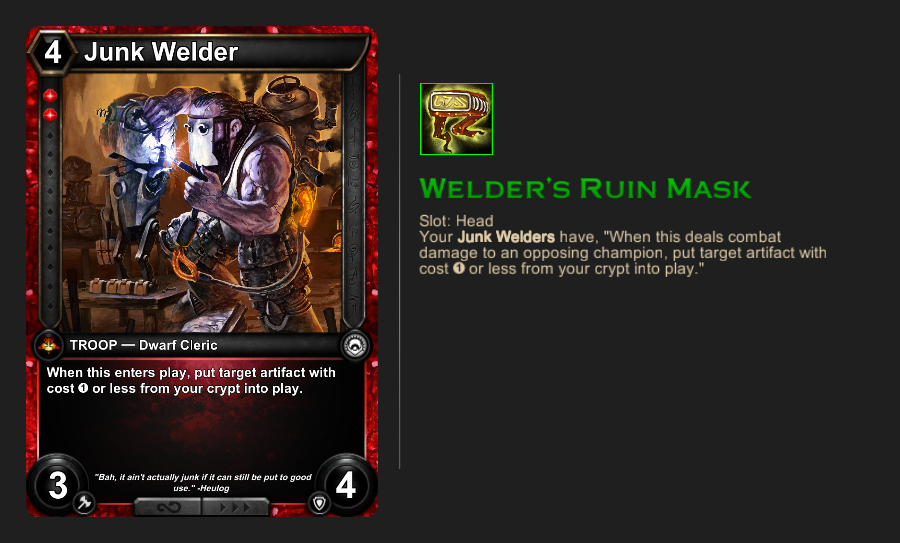 4 Junk Welder
TROOP — Dwarf Cleric
When this enters play, put target artifact with
cost ❶ or less from your crypt into play.
"Bah, it ain't actually junk if it can still be put to good
use." -Heulog
3
4
WELDER'S RUIN MASK
Slot: Head
Your Junk Welders have, "When this deals combat
damage to an opposing champion, put target artifact with
cost ❶ or less from your crypt into play."